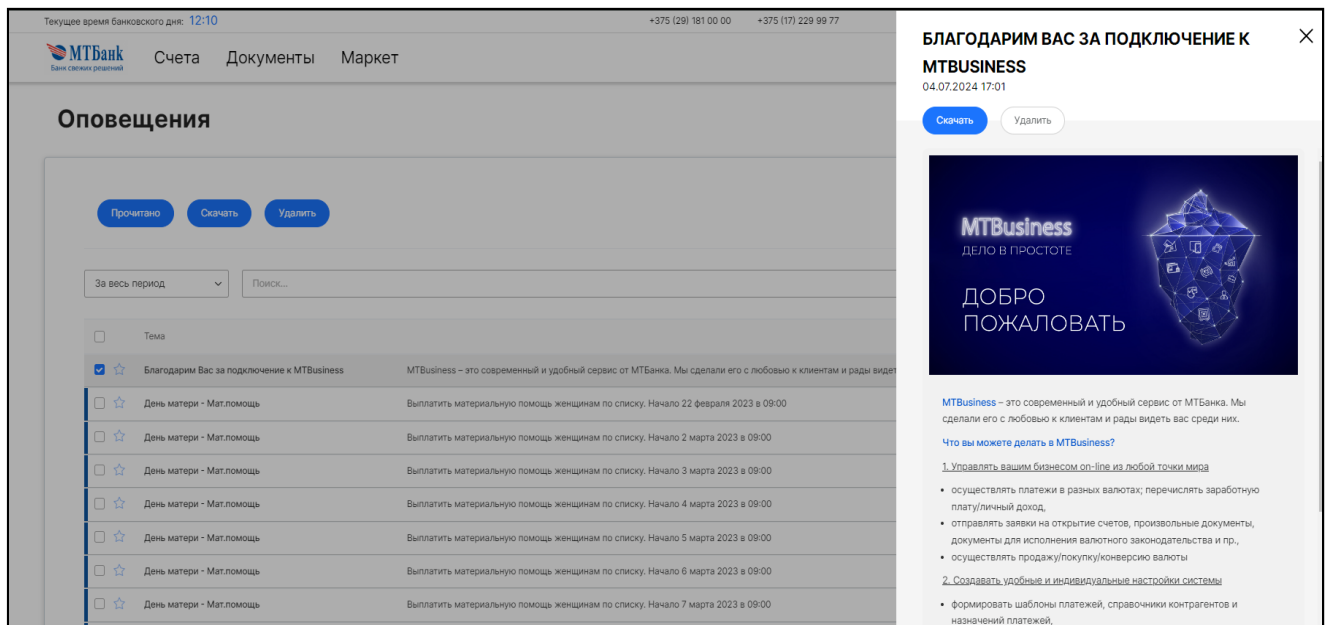 Текущее время банковского дня: 12:10
+375 (29) 181 00 00 +375 (17) 229 99 77
МТБанк
Банк свежих решений
Счета Документы Маркет
Оповещения
Прочитано Скачать Удалить
За весь период Поиск...
Тема
Благодарим Вас за подключение к MTBusiness MTBusiness – это современный и удобный сервис от МТБанка. Мы сделали его с любовью к клиентам и рады видет
День матери - Мат.помощь Выплатить материальную помощь женщинам по списку. Начало 22 февраля 2023 в 09:00
День матери - Мат.помощь Выплатить материальную помощь женщинам по списку. Начало 2 марта 2023 в 09:00
День матери - Мат.помощь Выплатить материальную помощь женщинам по списку. Начало 3 марта 2023 в 09:00
День матери - Мат.помощь Выплатить материальную помощь женщинам по списку. Начало 4 марта 2023 в 09:00
День матери - Мат.помощь Выплатить материальную помощь женщинам по списку. Начало 5 марта 2023 в 09:00
День матери - Мат.помощь Выплатить материальную помощь женщинам по списку. Начало 6 марта 2023 в 09:00
День матери - Мат.помощь Выплатить материальную помощь женщинам по списку. Начало 7 марта 2023 в 09:00
БЛАГОДАРИМ ВАС ЗА ПОДКЛЮЧЕНИЕ К
MTBUSINESS
04.07.2024 17:01
Скачать Удалить
MTBusiness
ДЕЛО В ПРОСТОТЕ
ДОБРО
ПОЖАЛОВАТЬ
MTBusiness – это современный и удобный сервис от МТБанка. Мы
сделали его с любовью к клиентам и рады видеть вас среди них.
Что вы можете делать в MTBusiness?
1. Управлять вашим бизнесом on-line из любой точки мира
• осуществлять платежи в разных валютах; перечислять заработную
плату/личный доход,
• отправлять заявки на открытие счетов, произвольные документы,
документы для исполнения валютного законодательства и пр.,
• осуществлять продажу/покупку/конверсию валюты
2. Создавать удобные и индивидуальные настройки системы
• формировать шаблоны платежей, справочники контрагентов и
назначений платежей,